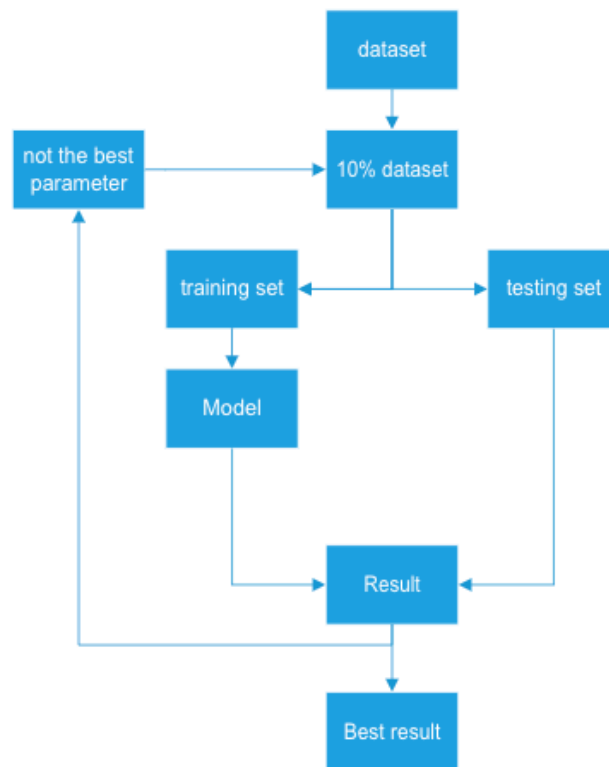 dataset
not the best
parameter
10% dataset
training set
testing set
Model
Result
Best result